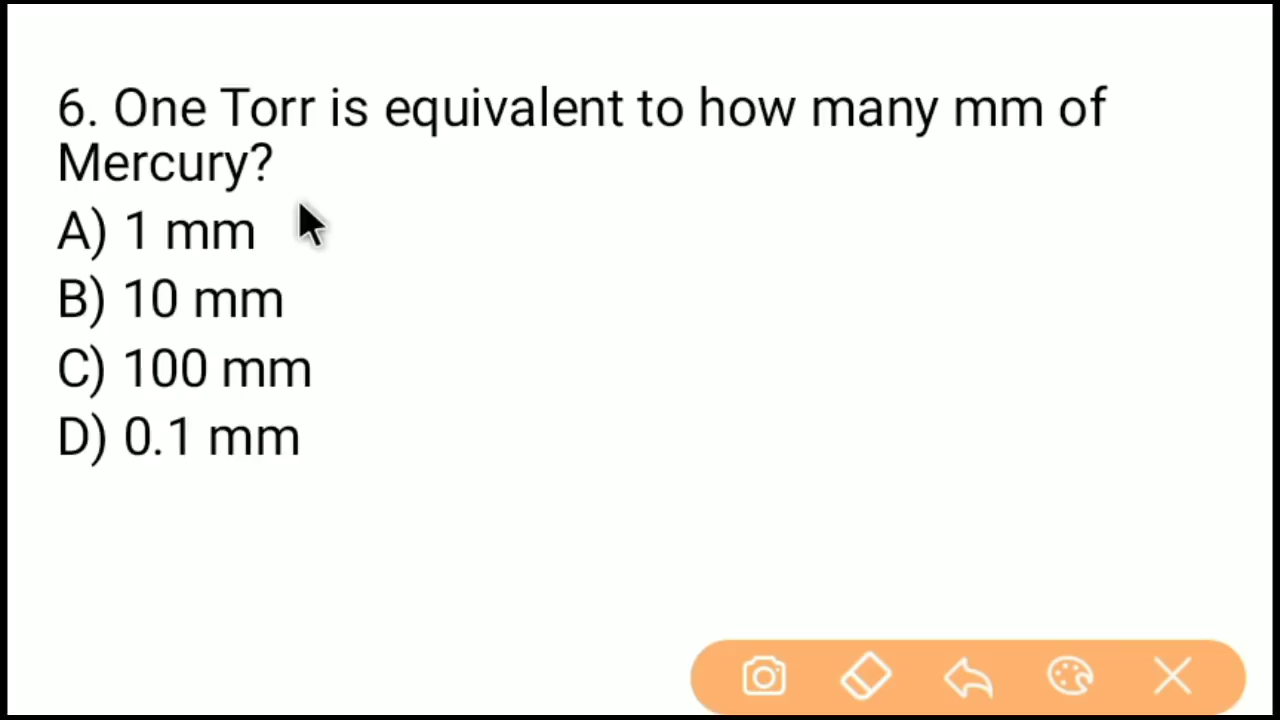 6. One Torr is equivalent to how many mm of
Mercury?
A) 1 mm
B) 10 mm
C) 100 mm
D) 0.1 mm